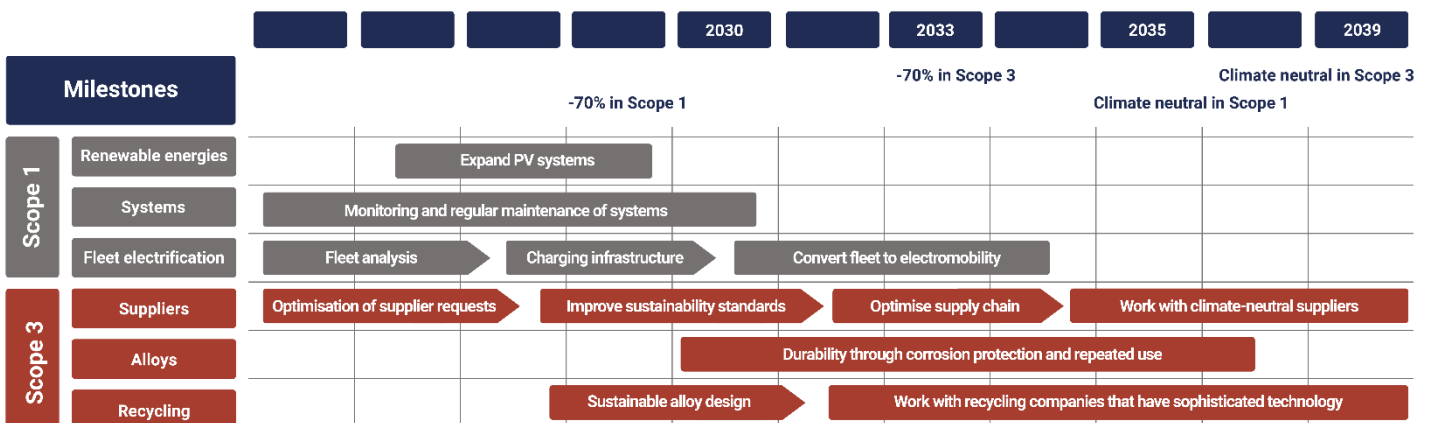 2030
2033
2035
2039
Milestones
-70% in Scope 3
Climate neutral in Scope 3
-70% in Scope 1
Climate neutral in Scope 1
Scope 1
Renewable energies
Expand PV systems
Systems
Monitoring and regular maintenance of systems
Fleet electrification
Fleet analysis
Charging infrastructure
Convert fleet to electromobility
Scope 3
Suppliers
Optimisation of supplier requests
Improve sustainability standards
Optimise supply chain
Work with climate-neutral suppliers
Alloys
Durability through corrosion protection and repeated use
Recycling
Sustainable alloy design
Work with recycling companies that have sophisticated technology